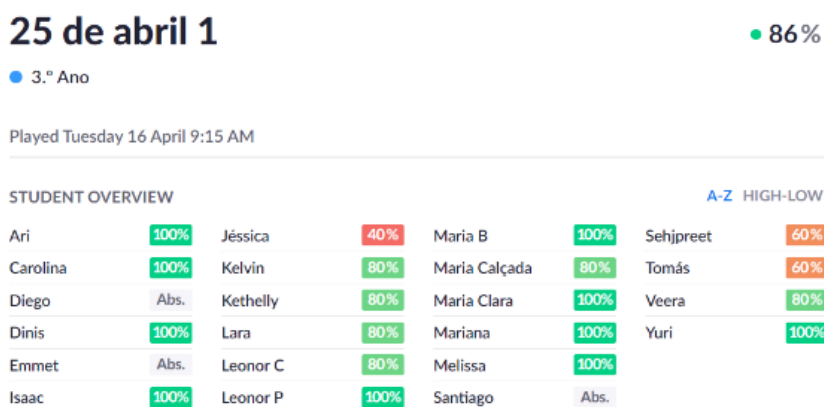 25 de abril 1
86%
3.º Ano
Played Tuesday 16 April 9:15 AM
STUDENT OVERVIEW
A-Z HIGH-LOW
Ari 100% Jéssica 40% Maria B 100% Sehjpreet 60%
Carolina 100% Kelvin 80% Maria Calçada 80% Tomás 60%
Diego Abs. Kethelly 80% Maria Clara 100% Veera 80%
Dinis 100% Lara 80% Mariana 100% Yuri 100%
Emmet Abs. Leonor C 80% Melissa 100%
Isaac 100% Leonor P 100% Santiago Abs.